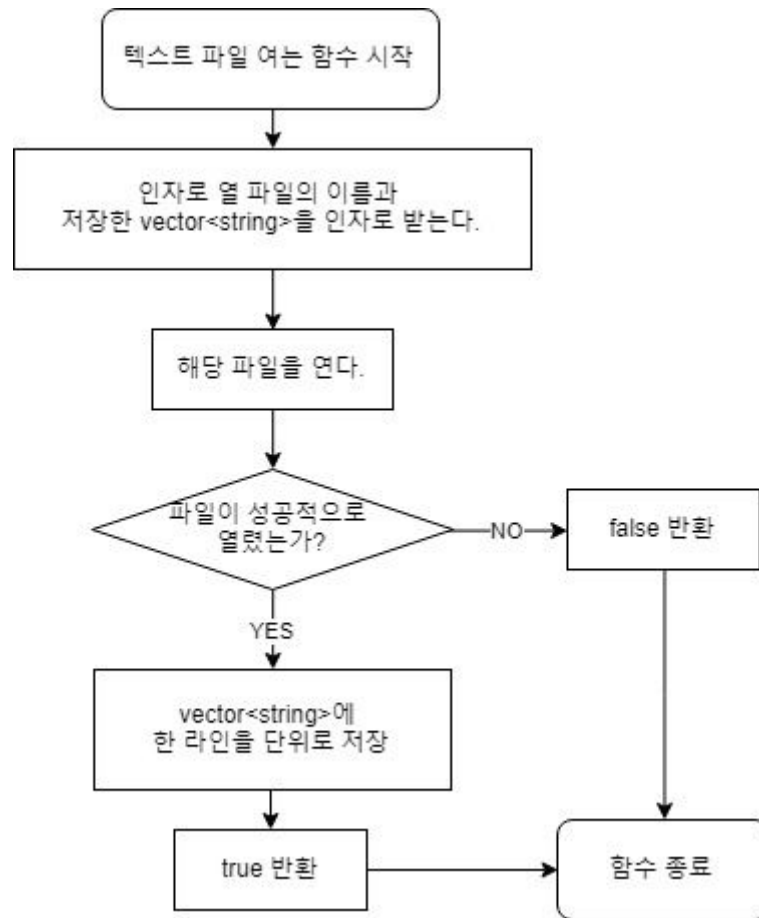 텍스트 파일 여는 함수 시작
인자로 열 파일의 이름과
저장한 vector<string>을 인자로 받는다.
해당 파일을 연다.
파일이 성공적으로
열렸는가?
NO
false 반환
YES
vector<string>에
한 라인을 단위로 저장
true 반환
함수 종료